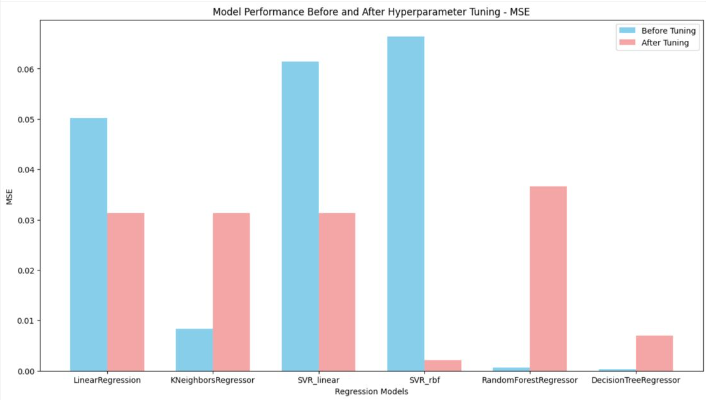 Model Performance Before and After Hyperparameter Tuning - MSE
Before Tuning
After Tuning
0.06
0.05
0.04
0.03
0.02
0.01
0.00
MSE
LinearRegression KNeighborsRegressor SVR_linear SVR_rbf RandomForestRegressor DecisionTreeRegressor
Regression Models